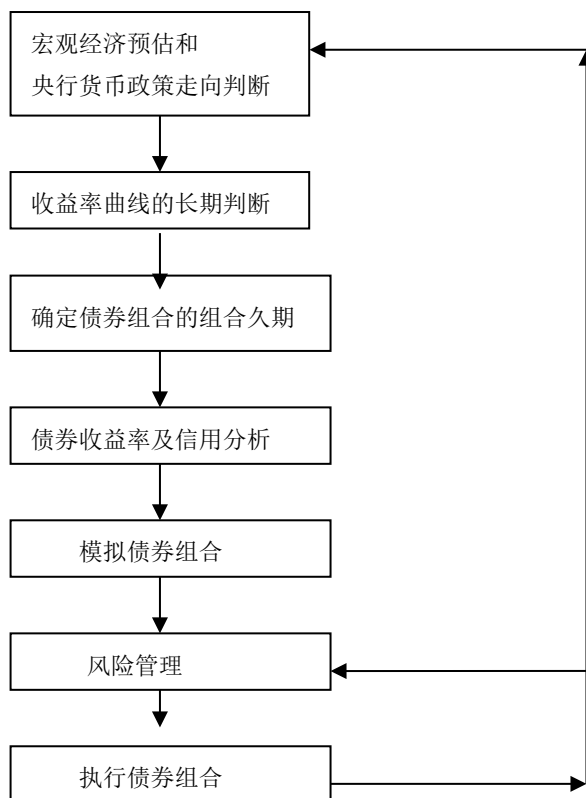 宏观经济预估和
央行货币政策走向判断
收益率曲线的长期判断
确定债券组合的组合久期
债券收益率及信用分析
模拟债券组合
风险管理
执行债券组合